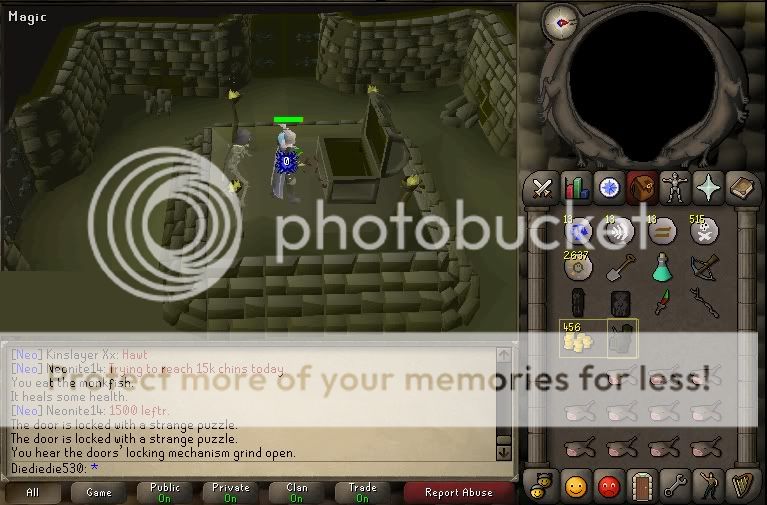 Magic
0
photobucket
13
13
18
515
2637
456
[Neo] Kinslayer Xx: Hawt
[Neo] Neonite14: Trying to reach 15k chins today
You eat the monkfish.
Protect more of your memories for less!
It heals some health.
[Neo] Neonite14: 1500 leftr.
The door is locked with a strange puzzle.
The door is locked with a strange puzzle.
You hear the doors' locking mechanism grind open.
Diediedie530: *
All
Game
Public
On
Private
On
Clan
On
Trade
On
Report Abuse